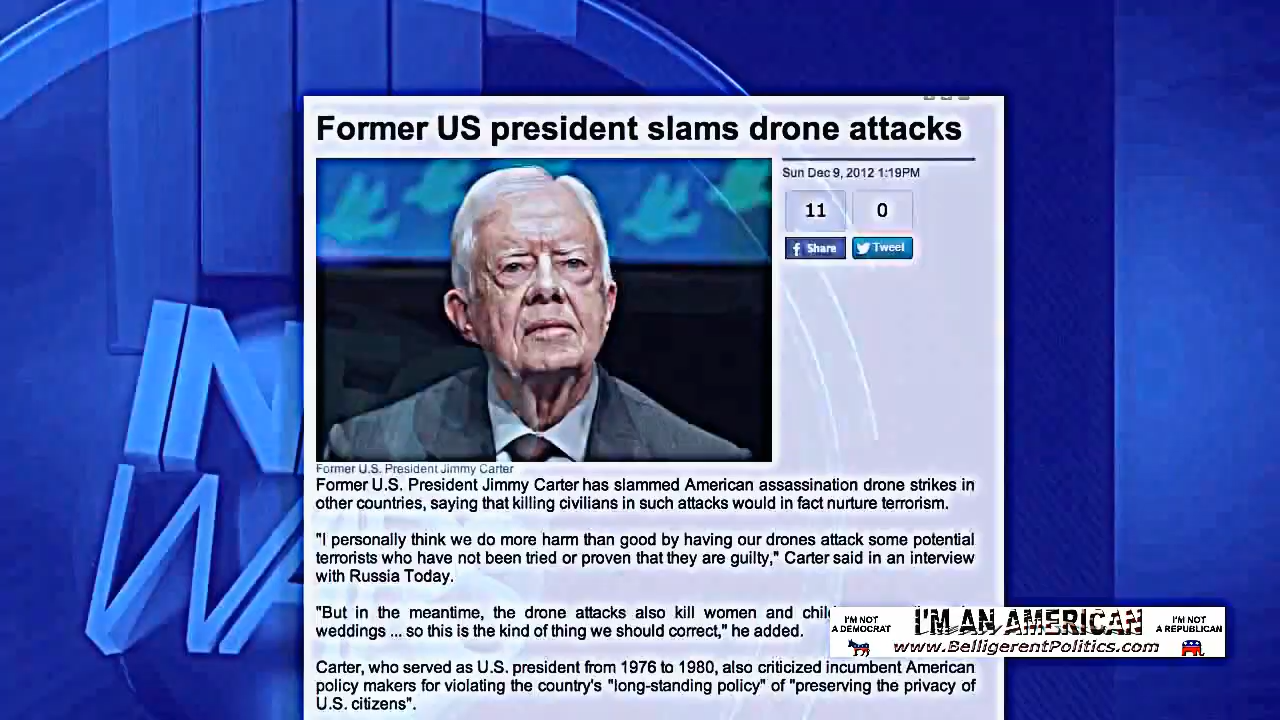 Former US president slams drone attacks
Sun Dec 9, 2012 1:19PM
11 0
Share Tweet
Former U.S. President Jimmy Carter
Former U.S. President Jimmy Carter has slammed American assassination drone strikes in
other countries, saying that killing civilians in such attacks would in fact nurture terrorism.
"I personally think we do more harm than good by having our drones attack some potential
terrorists who have not been tried or proven that they are guilty," Carter said in an interview
with Russia Today.
"But in the meantime, the drone attacks also kill women and
weddings ... so this is the kind of thing we should correct," he added.
Carter, who served as U.S. president from 1976 to 1980, also criticized incumbent American
policy makers for violating the country's "long-standing policy" of "preserving the privacy of
U.S. citizens".
I'M NOT
A DEMOCRAT
I'M AN AMERICAN
www.BelligerentPolitics.com
I'M NOT
A REPUBLICAN